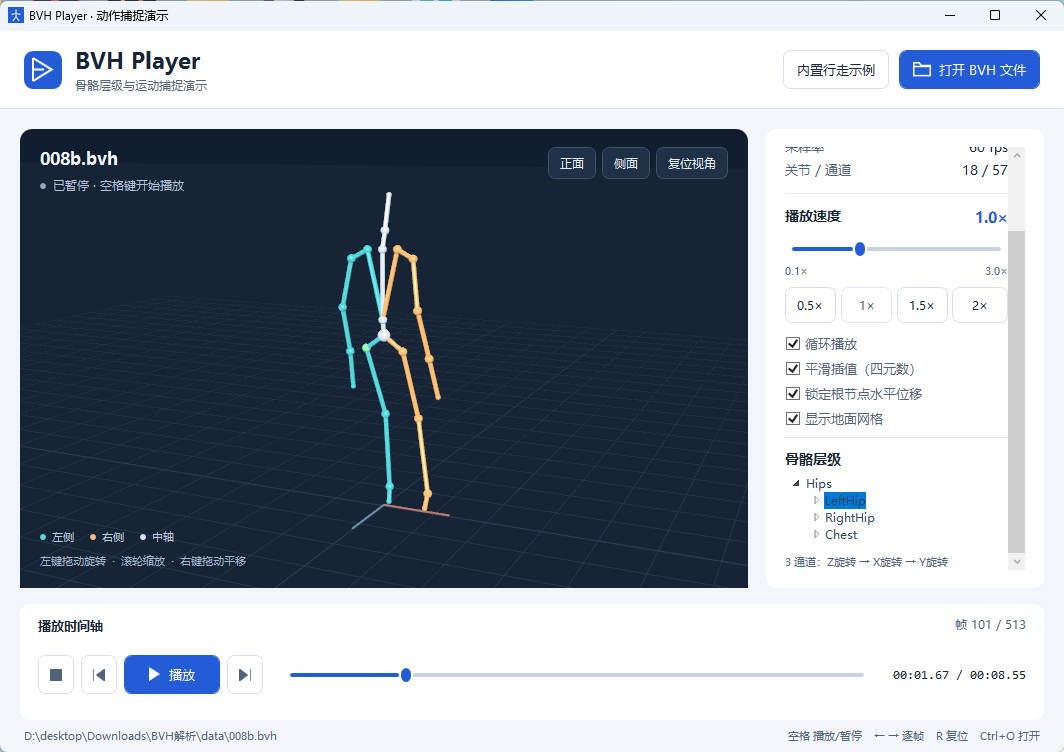 BVH Player · 动作捕捉演示
BVH Player
骨骼层级与运动捕捉演示
内置行走示例
打开 BVH 文件
008b.bvh
已暂停 · 空格键开始播放
正面
侧面
复位视角
左侧
右侧
中轴
左键拖动旋转 · 滚轮缩放 · 右键拖动平移
采样率 60 fps
关节 / 通道 18 / 57
播放速度 1.0×
0.1× 3.0×
0.5× 1× 1.5× 2×
循环播放
平滑插值（四元数）
锁定根节点水平位移
显示地面网格
骨骼层级
Hips
LeftHip
RightHip
Chest
3 通道：Z旋转 → X旋转 → Y旋转
播放时间轴
帧 101 / 513
播放
00:01.67 / 00:08.55
D:\desktop\Downloads\BVH解析\data\008b.bvh
空格 播放/暂停 ← → 逐帧 R 复位 Ctrl+O 打开